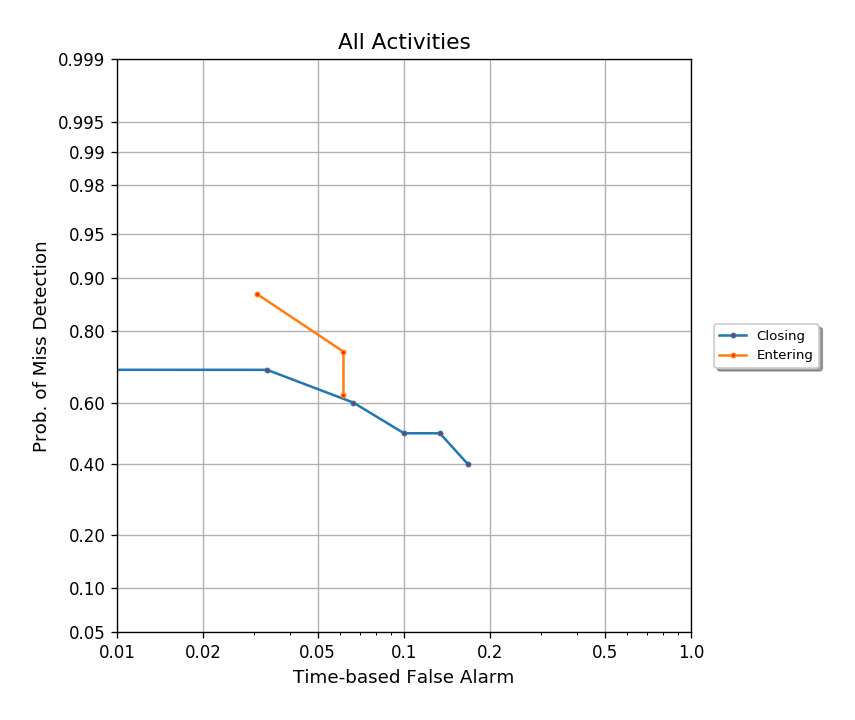 All Activities
0.999
0.995
0.99
0.98
0.95
0.90
0.80
0.60
0.40
0.20
0.10
0.05
Prob. of Miss Detection
0.01 0.02 0.05 0.1 0.2 0.5 1.0
Time-based False Alarm
Closing
Entering